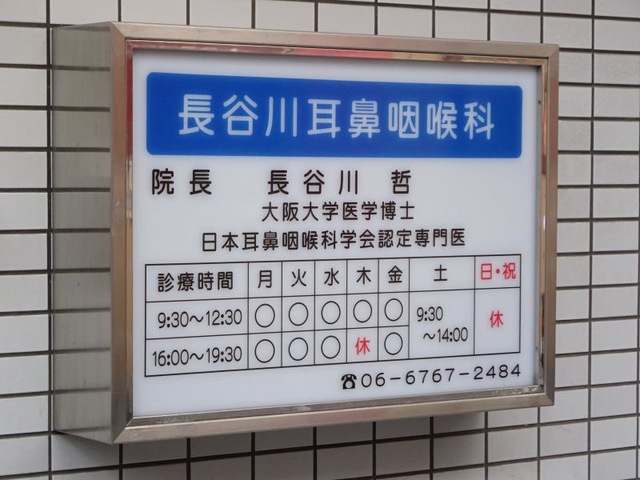 長谷川耳鼻咽喉科
院長 長谷川 哲
大阪大学医学博士
日本耳鼻咽喉科学会認定専門医
診療時間 月 火 水 木 金 土 日・祝
9:30～12:30 ○ ○ ○ ○ ○ 9:30～14:00 休
16:00～19:30 ○ ○ ○ 休 ○
☎06-6767-2484